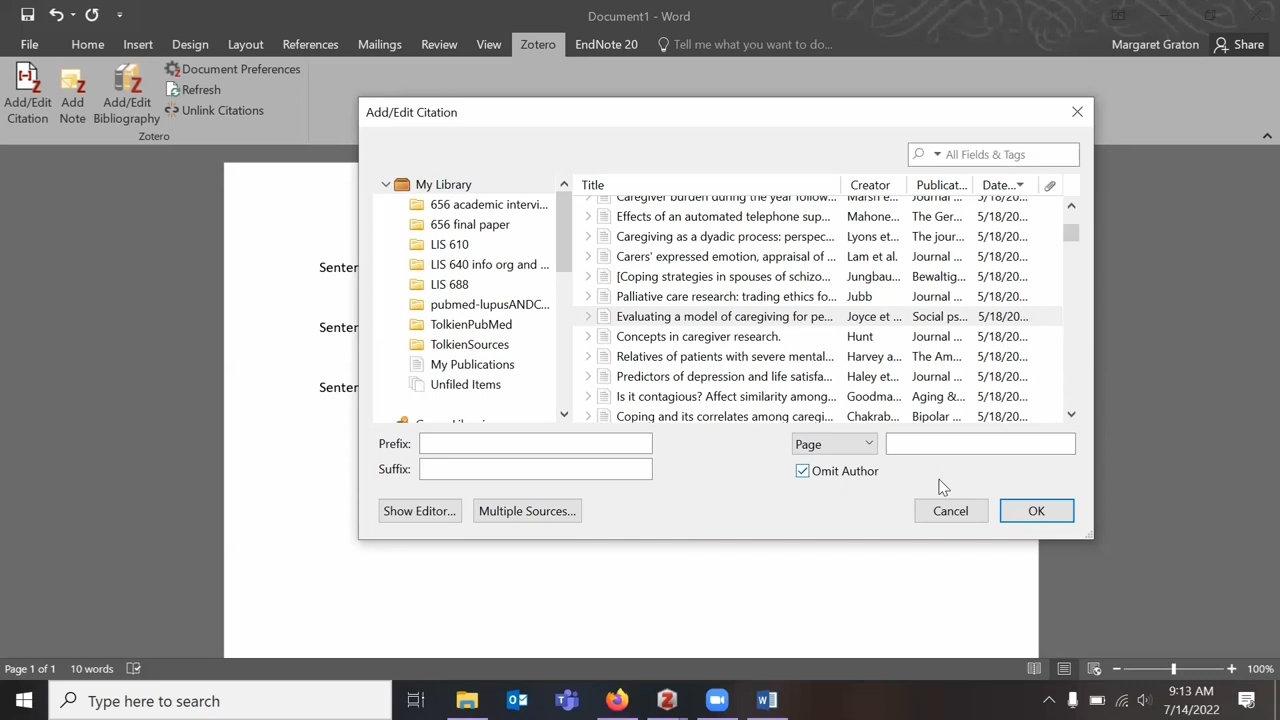 Document1 - Word
File Home Insert Design Layout References Mailings Review View Zotero EndNote 20 Tell me what you want to do... Margaret Graton Share
Add/Edit Citation
Add Note
Add/Edit Bibliography
Document Preferences
Refresh
Unlink Citations
Zotero
Add/Edit Citation
All Fields & Tags
My Library
656 academic intervi...
656 final paper
LIS 610
LIS 640 info org and ...
LIS 688
pubmed-lupusANDC...
TolkienPubMed
TolkienSources
My Publications
Unfiled Items
Title Creator Publicat... Date...
Caregiver burden during the year follow... Marsh e... Journal ... 5/18/20...
Effects of an automated telephone sup... Mahone... The Ger... 5/18/20...
Caregiving as a dyadic process: perspec... Lyons et... The jour... 5/18/20...
Carers' expressed emotion, appraisal of ... Lam et al. Journal ... 5/18/20...
[Coping strategies in spouses of schizo... Jungbau... Bewaltig... 5/18/20...
Palliative care research: trading ethics fo... Jubb Journal ... 5/18/20...
Evaluating a model of caregiving for pe... Joyce et ... Social ps... 5/18/20...
Concepts in caregiver research. Hunt Journal ... 5/18/20...
Relatives of patients with severe mental... Harvey a... The Am... 5/18/20...
Predictors of depression and life satisfa... Haley et... Journal ... 5/18/20...
Is it contagious? Affect similarity among... Goodma... Aging &... 5/18/20...
Coping and its correlates among caregi... Chakrab... Bipolar ... 5/18/20...
Prefix:
Suffix:
Page
Omit Author
Show Editor... Multiple Sources... Cancel OK
Senten
Senten
Senten
Page 1 of 1 10 words 100%
Type here to search
9:13 AM
7/14/2022